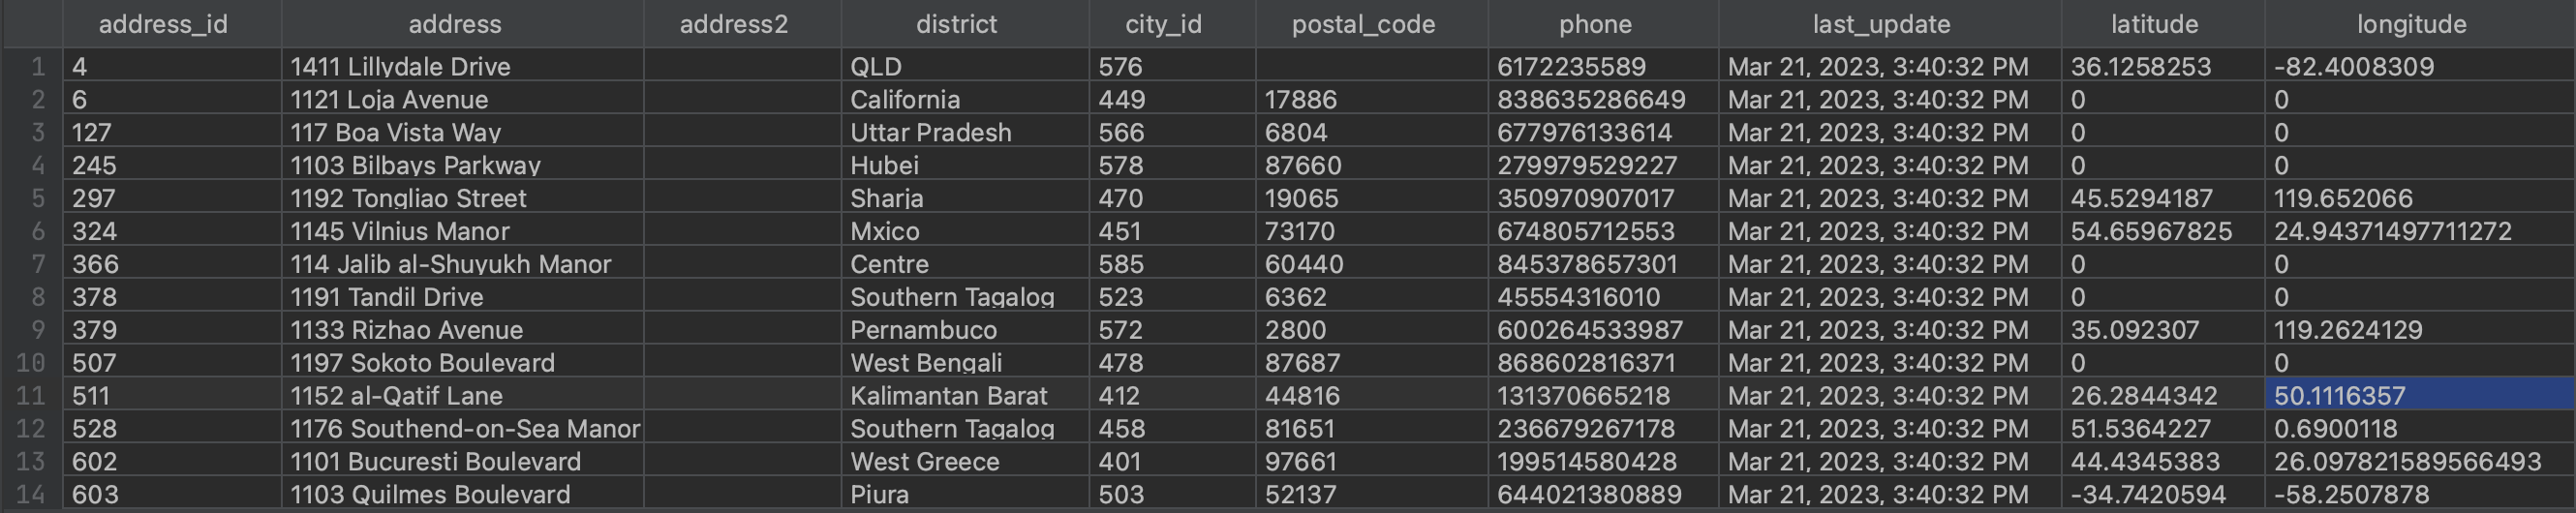 address_id address address2 district city_id postal_code phone last_update latitude longitude
1 4 1411 Lillydale Drive QLD 576 6172235589 Mar 21, 2023, 3:40:32 PM 36.1258253 -82.4008309
2 6 1121 Loja Avenue California 449 17886 838635286649 Mar 21, 2023, 3:40:32 PM 0 0
3 127 117 Boa Vista Way Uttar Pradesh 566 6804 677976133614 Mar 21, 2023, 3:40:32 PM 0 0
4 245 1103 Bilbays Parkway Hubei 578 87660 279979529227 Mar 21, 2023, 3:40:32 PM 0 0
5 297 1192 Tongliao Street Sharja 470 19065 350970907017 Mar 21, 2023, 3:40:32 PM 45.5294187 119.652066
6 324 1145 Vilnius Manor Mxico 451 73170 674805712553 Mar 21, 2023, 3:40:32 PM 54.65967825 24.94371497711272
7 366 114 Jalib al-Shuyukh Manor Centre 585 60440 845378657301 Mar 21, 2023, 3:40:32 PM 0 0
8 378 1191 Tandil Drive Southern Tagalog 523 6362 45554316010 Mar 21, 2023, 3:40:32 PM 0 0
9 379 1133 Rizhao Avenue Pernambuco 572 2800 600264533987 Mar 21, 2023, 3:40:32 PM 35.092307 119.2624129
10 507 1197 Sokoto Boulevard West Bengali 478 87687 868602816371 Mar 21, 2023, 3:40:32 PM 0 0
11 511 1152 al-Qatif Lane Kalimantan Barat 412 44816 131370665218 Mar 21, 2023, 3:40:32 PM 26.2844342 50.1116357
12 528 1176 Southend-on-Sea Manor Southern Tagalog 458 81651 236679267178 Mar 21, 2023, 3:40:32 PM 51.5364227 0.6900118
13 602 1101 Bucuresti Boulevard West Greece 401 97661 199514580428 Mar 21, 2023, 3:40:32 PM 44.4345383 26.097821589566493
14 603 1103 Quilmes Boulevard Piura 503 52137 644021380889 Mar 21, 2023, 3:40:32 PM -34.7420594 -58.2507878